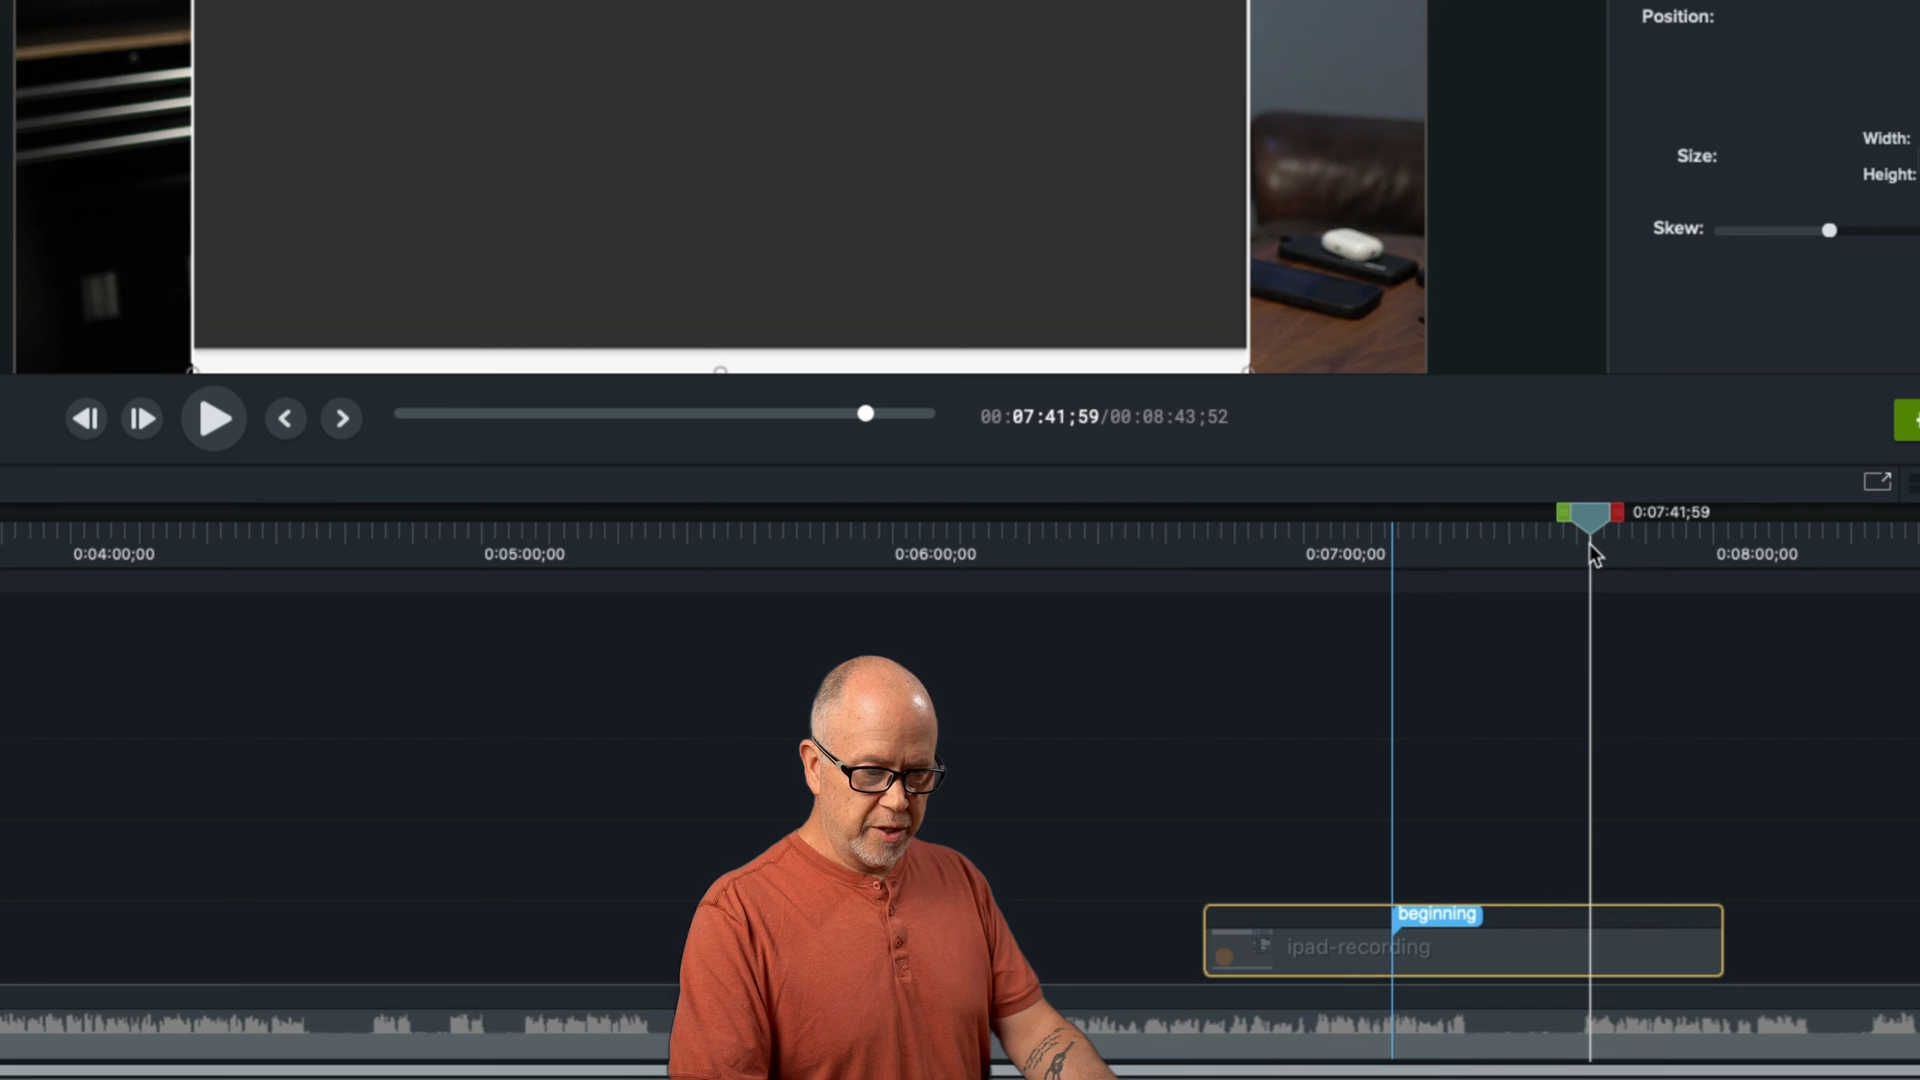 Position:
Width:
Size:
Height:
Skew:
00:07:41;59/00:08:43;52
0:07:41;59
0:04:00;00
0:05:00;00
0:06:00;00
0:07:00;00
0:08:00;00
beginning
ipad-recording